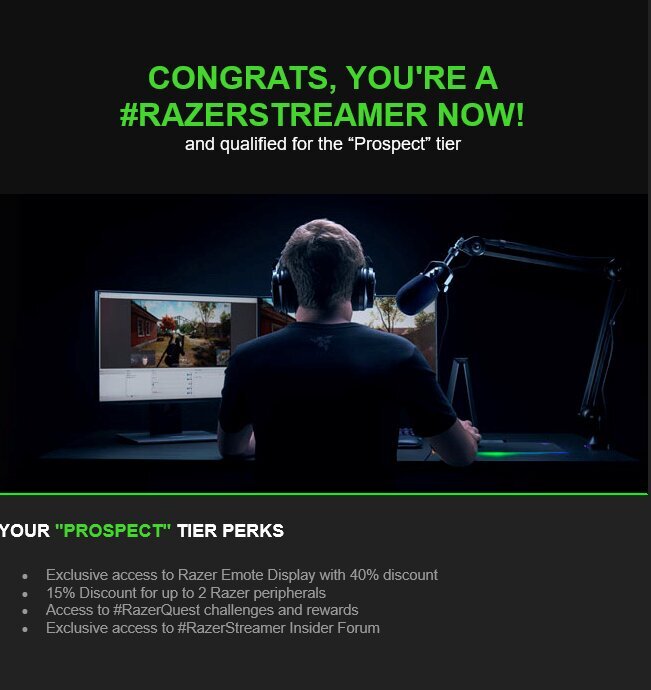 CONGRATS, YOU'RE A
#RAZERSTREAMER NOW!
and qualified for the “Prospect” tier
YOUR "PROSPECT" TIER PERKS
Exclusive access to Razer Emote Display with 40% discount
15% Discount for up to 2 Razer peripherals
Access to #RazerQuest challenges and rewards
Exclusive access to #RazerStreamer Insider Forum